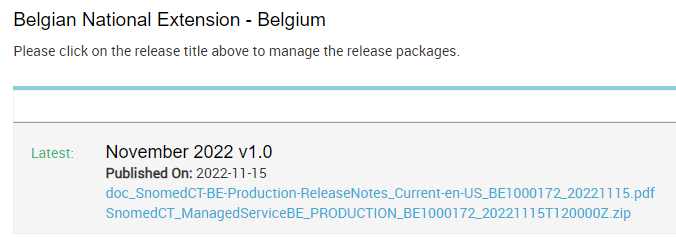 Belgian National Extension - Belgium
Please click on the release title above to manage the release packages.
Latest:
November 2022 v1.0
Published On: 2022-11-15
doc_SnomedCT-BE-Production-ReleaseNotes_Current-en-US_BE1000172_20221115.pdf
SnomedCT_ManagedServiceBE_PRODUCTION_BE1000172_20221115T120000Z.zip